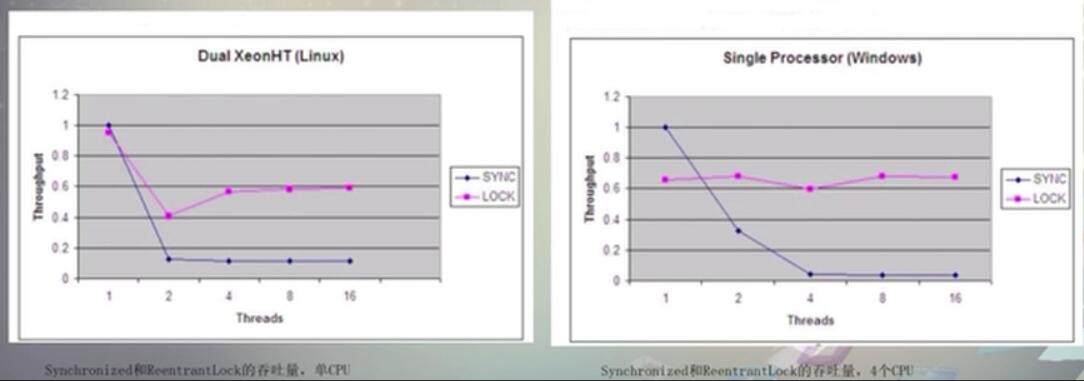 Dual XeonHT (Linux)
1.2
1
0.8
0.6
0.4
0.2
0
Throughput
1
2
4
8
16
Threads
SYNC
LOCK
Synchronized和ReentrantLock的吞吐量，单CPU
Single Processor (Windows)
1.2
1
0.8
0.6
0.4
0.2
0
Throughput
1
2
4
8
16
Threads
SYNC
LOCK
Synchronized和ReentrantLock的吞吐量，4个CPU